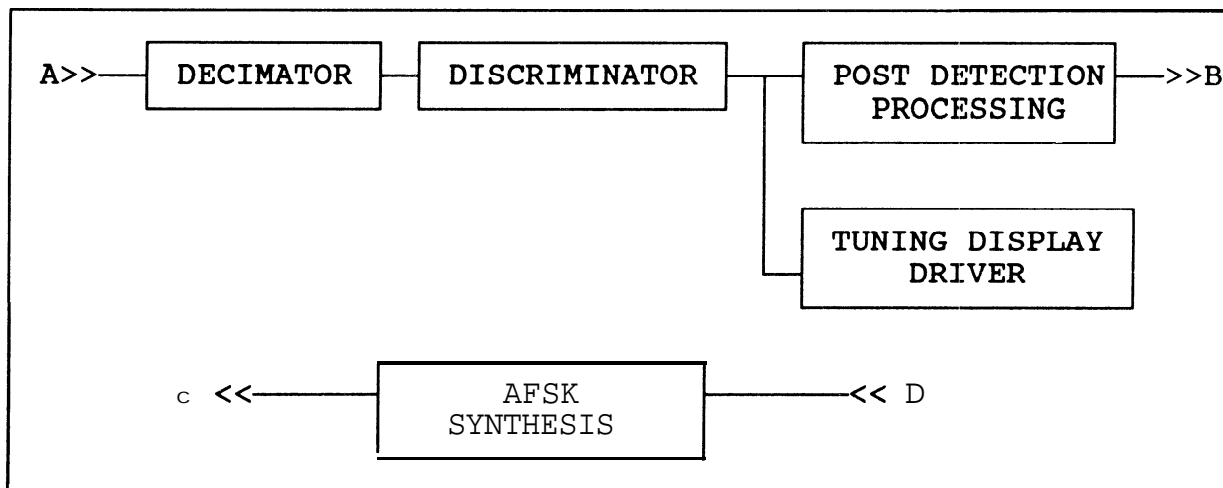 A>> DECIMATOR DISCRIMINATOR POST DETECTION PROCESSING >>B
TUNING DISPLAY
DRIVER
c << AFSK SYNTHESIS << D